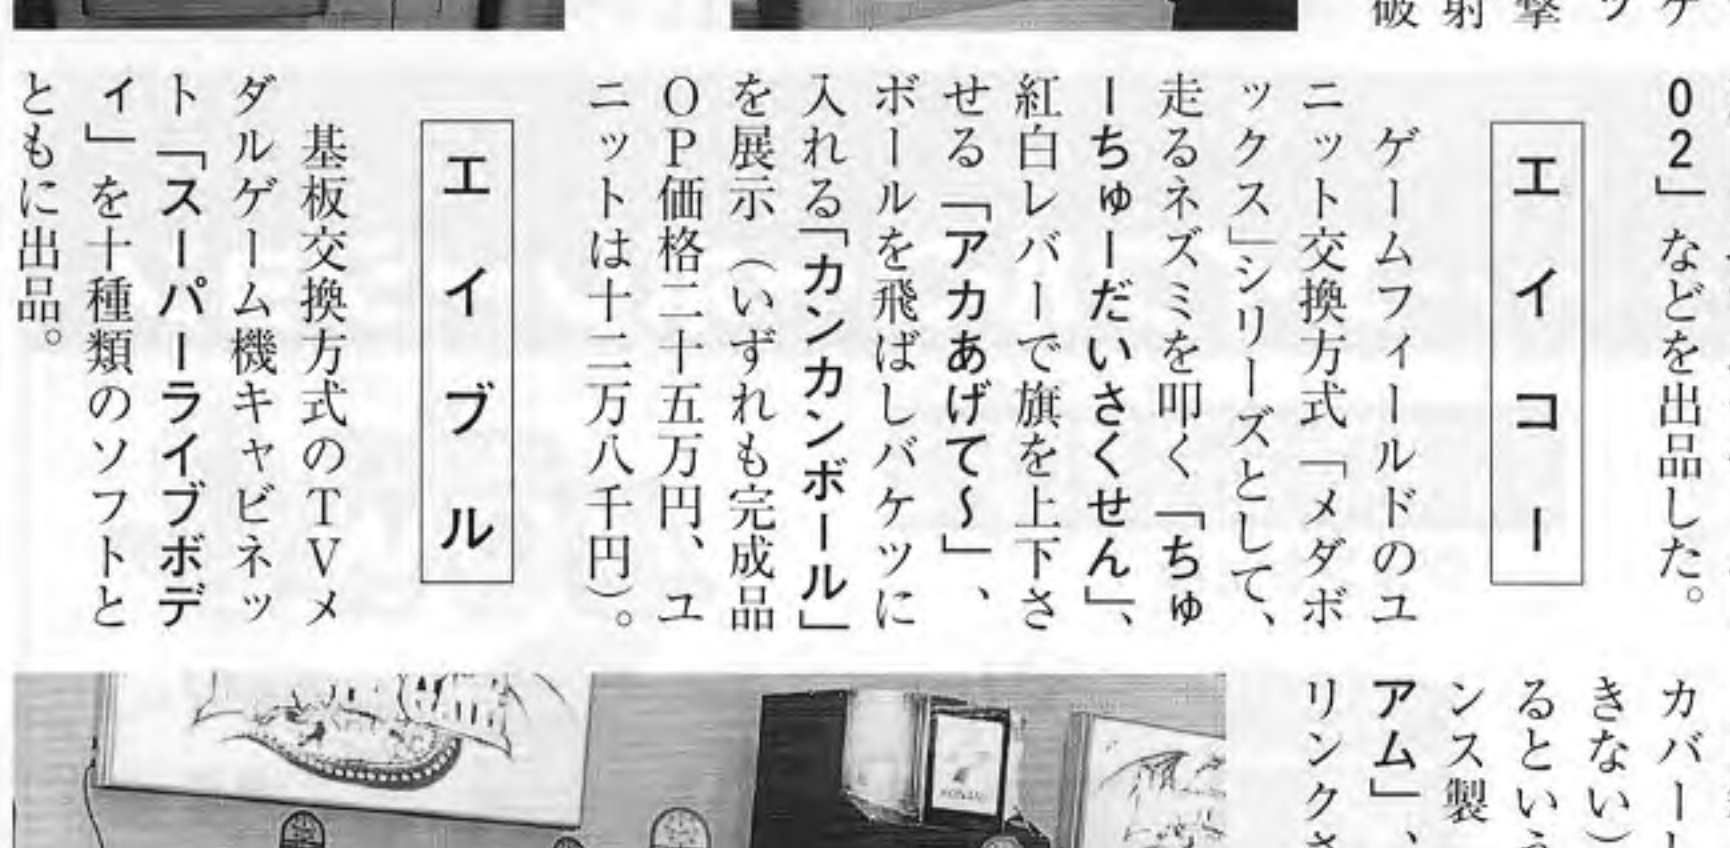 ケ
ッ
撃
射
破
02」などを出品した。
エイコー
ゲームフィールドのユ
ニット交換方式「メダボ
ックス」シリーズとして、
走るネズミを叩く「ちゅ
ーちゅーだいさくせん」、
紅白レバーで旗を上下さ
せる「アカあげて〜」、
ボールを飛ばしバケツに
入れる「カンカンボール」
を展示（いずれも完成品
OP価格二十五万円、ユ
ニットは十二万八千円）。
エイブル
基板交換方式のTVメ
ダルゲーム機キャビネッ
ト「スーパーライブボデ
ィ」を十種類のソフトと
ともに出品。
カバー
きない）
るという
ンス製
アム」、
リンクさ
KONAMI